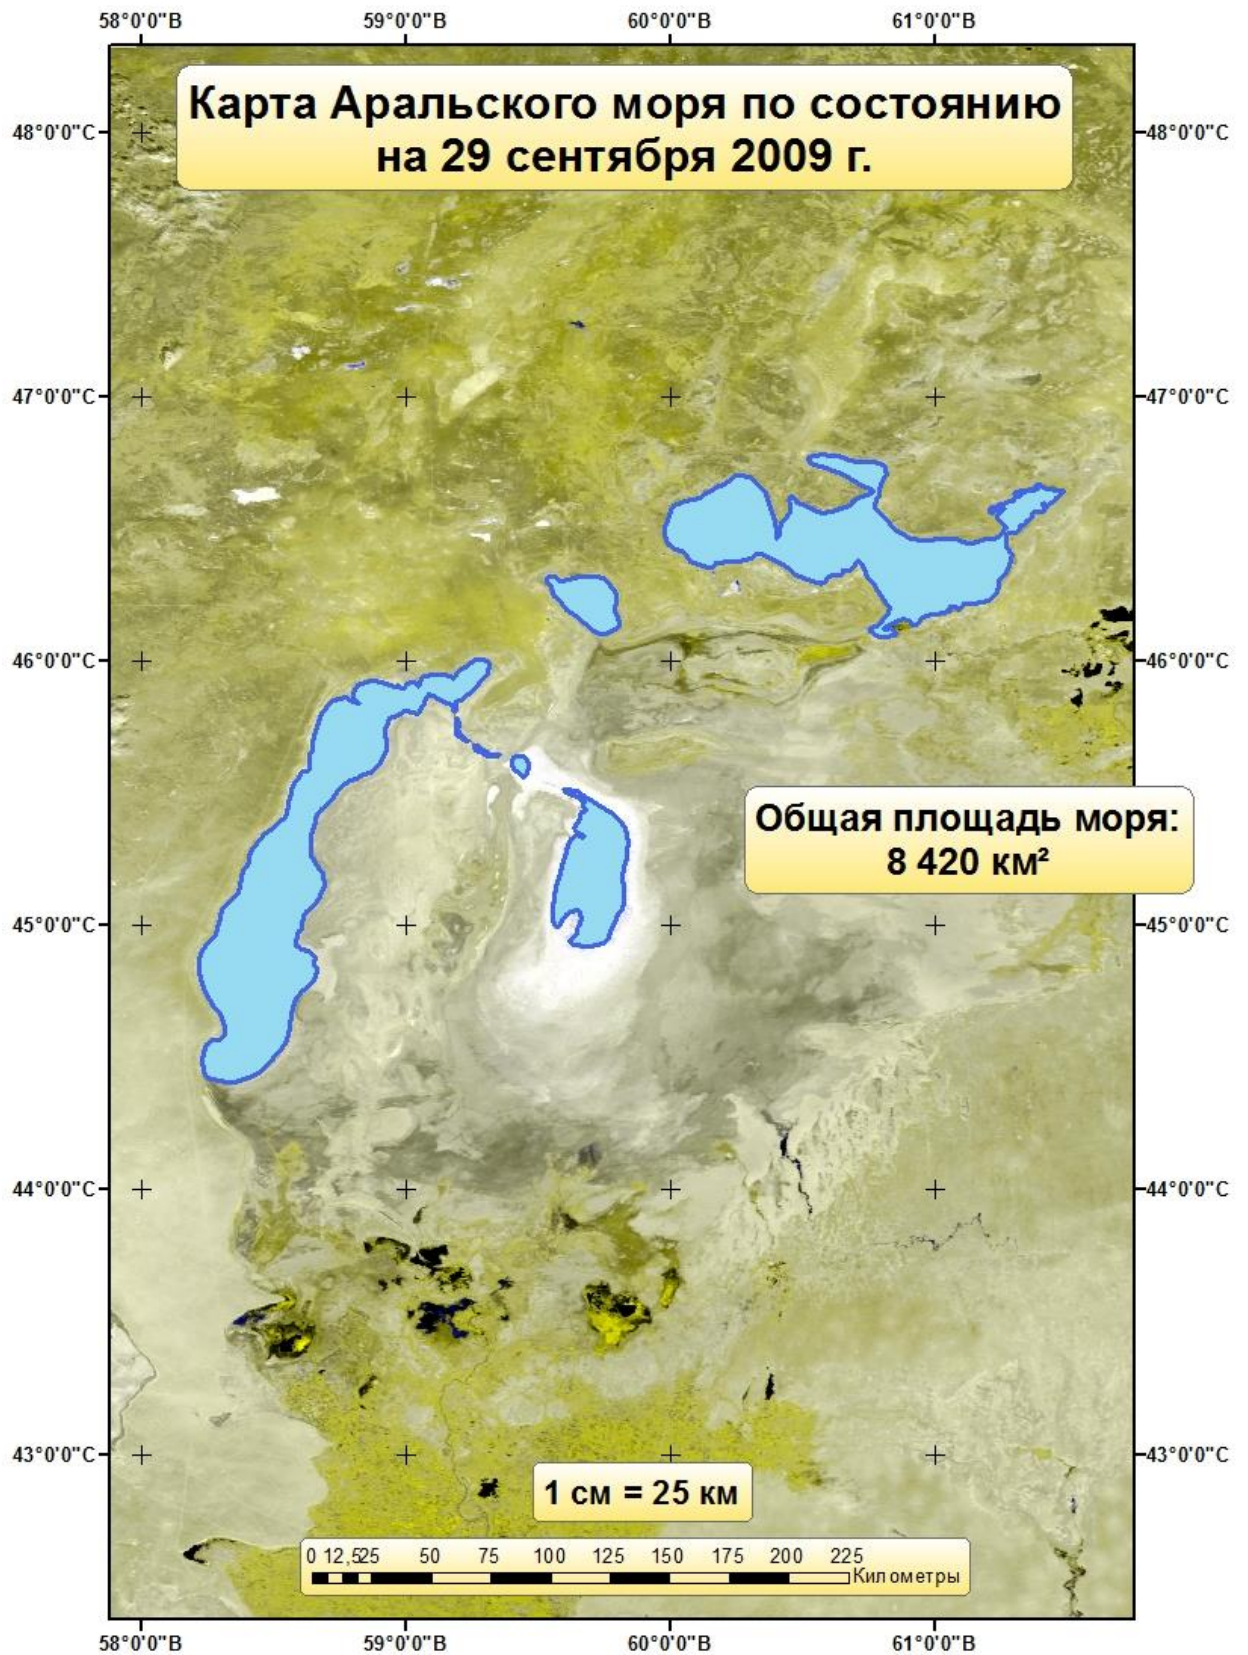 58°0'0"В 59°0'0"В 60°0'0"В 61°0'0"В
Карта Аральского моря по состоянию
на 29 сентября 2009 г.
48°0'0"С 48°0'0"С
47°0'0"С 47°0'0"С
46°0'0"С 46°0'0"С
Общая площадь моря:
8 420 км²
45°0'0"С 45°0'0"С
44°0'0"С 44°0'0"С
43°0'0"С 43°0'0"С
1 см = 25 км
0 12,525 50 75 100 125 150 175 200 225
Километры
58°0'0"В 59°0'0"В 60°0'0"В 61°0'0"В